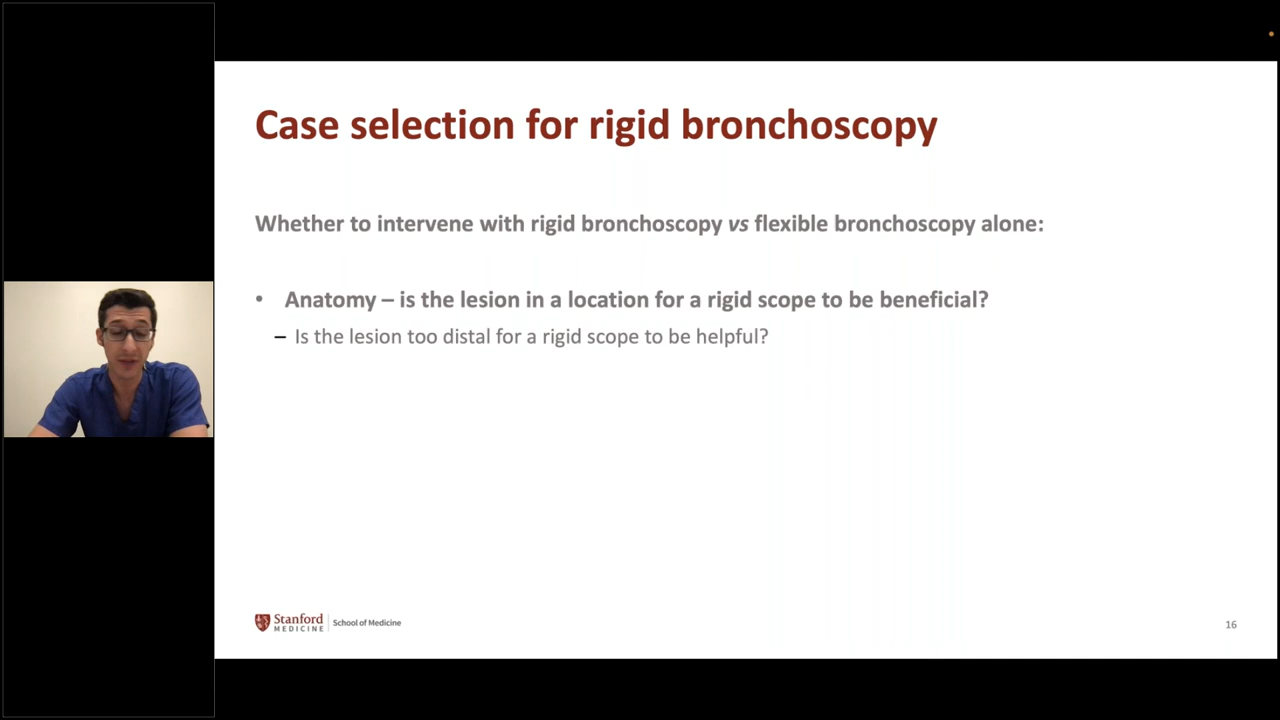 Case selection for rigid bronchoscopy
Whether to intervene with rigid bronchoscopy vs flexible bronchoscopy alone:
• Anatomy – is the lesion in a location for a rigid scope to be beneficial?
– Is the lesion too distal for a rigid scope to be helpful?
Stanford MEDICINE | School of Medicine
16